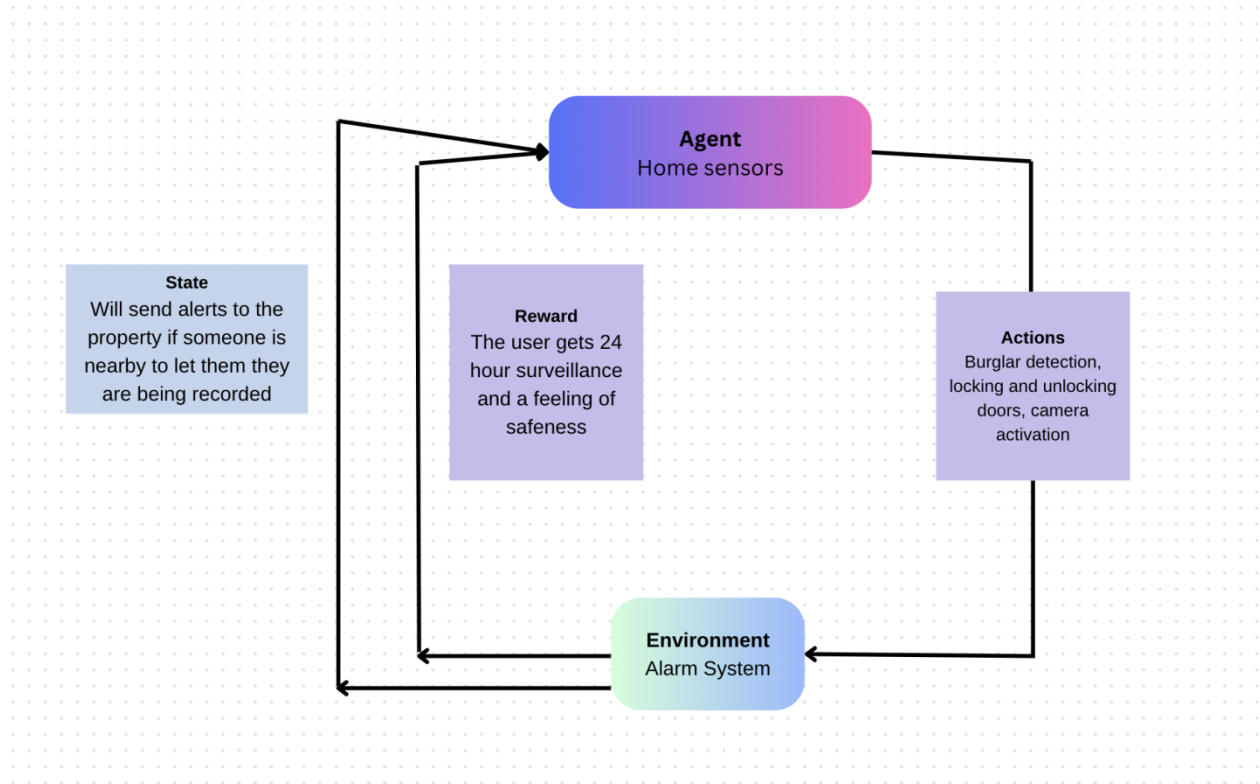 Agent
Home sensors
State
Will send alerts to the
property if someone is
nearby to let them they
are being recorded
Reward
The user gets 24
hour surveillance
and a feeling of
safeness
Actions
Burglar detection,
locking and unlocking
doors, camera
activation
Environment
Alarm System